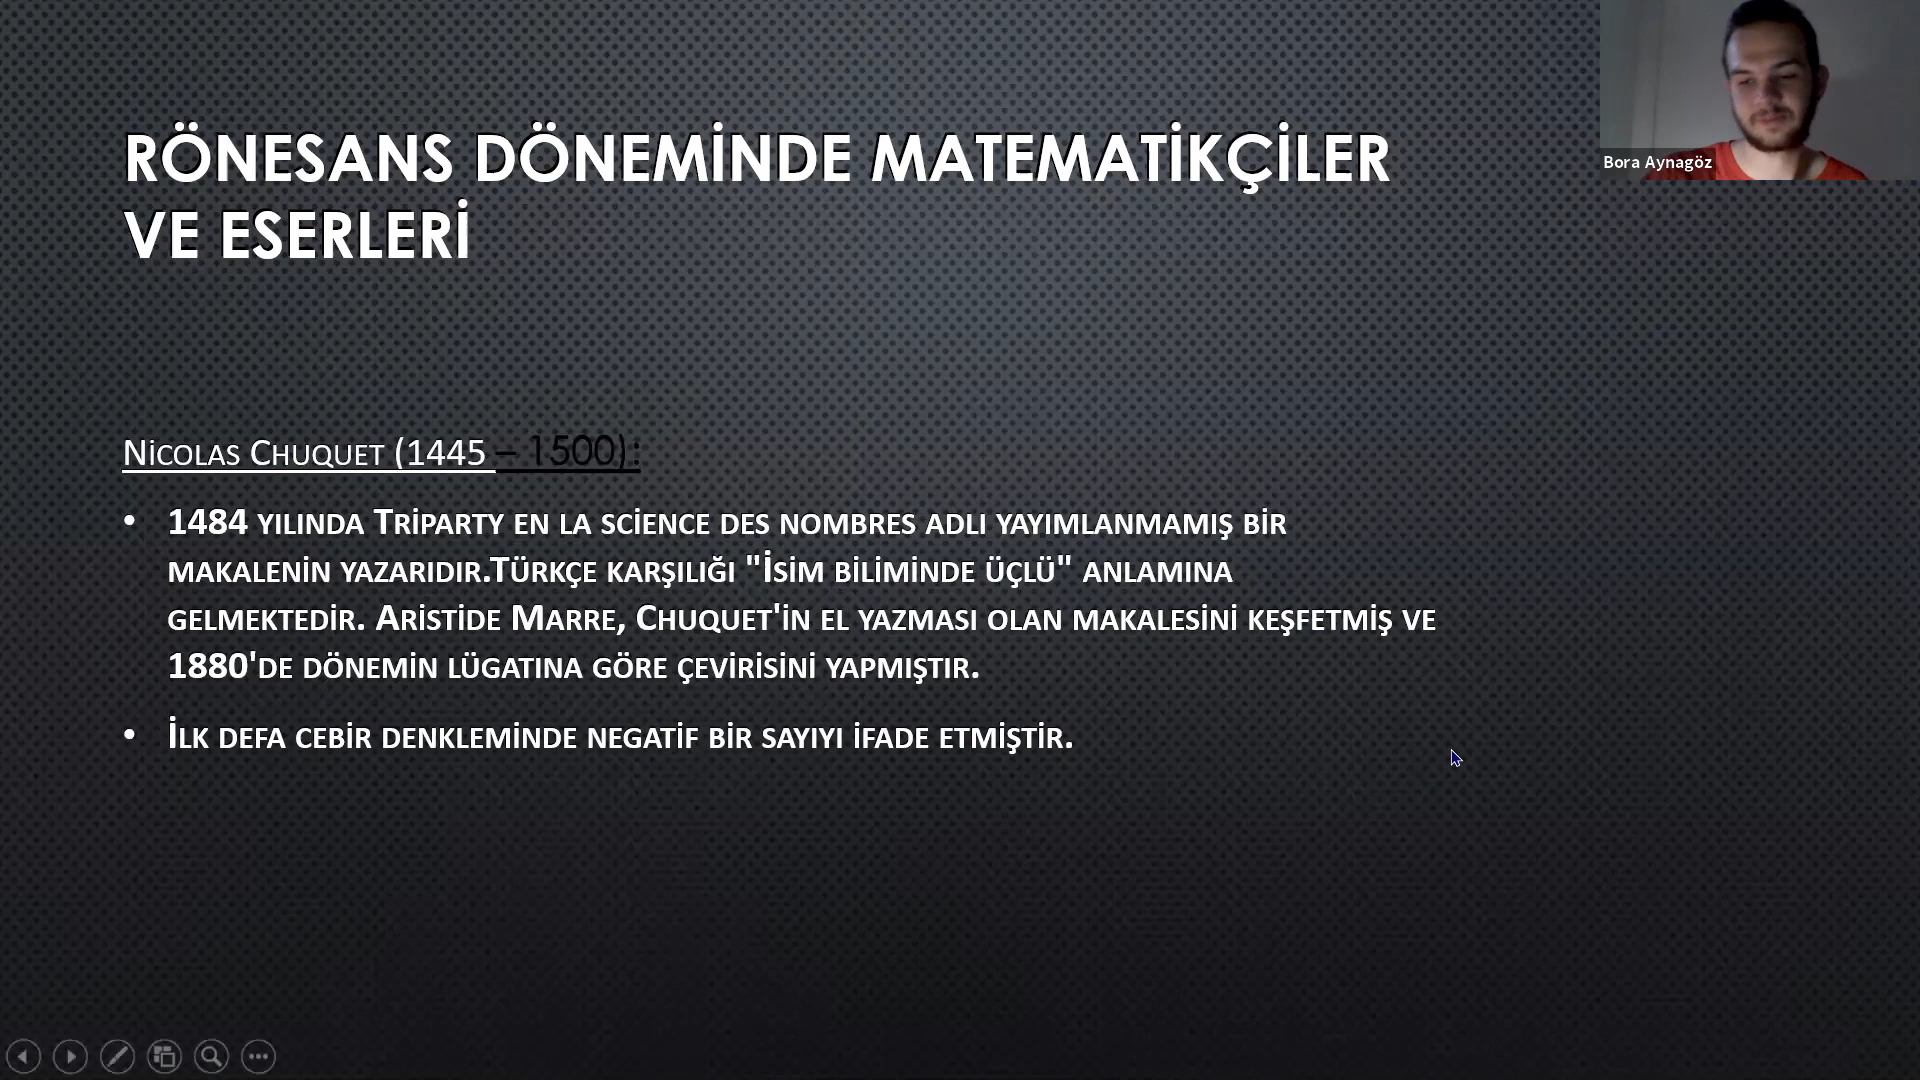 RÖNESANS DÖNEMİNDE MATEMATİKÇİLER
VE ESERLERİ
Bora Aynagöz
Nicolas Chuquet (1445 – 1500):
• 1484 yılında Triparty en la science des nombres adlı yayımlanmamış bir
makalenin yazarıdır.Türkçe karşılığı "İsim biliminde üçlü" anlamına
gelmektedir. Aristide Marre, Chuquet'in el yazması olan makalesini keşfetmiş ve
1880'de dönemin lügatına göre çevirisini yapmıştır.
• İlk defa cebir denkleminde negatif bir sayıyı ifade etmiştir.